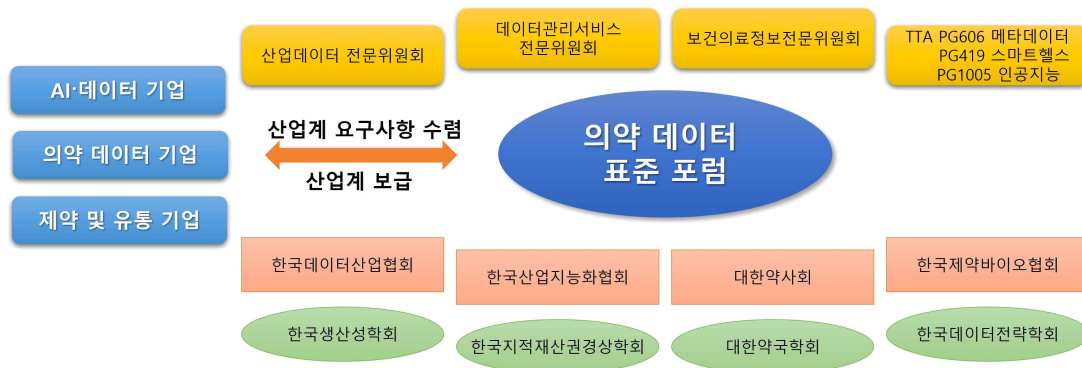 산업데이터 전문위원회
데이터관리서비스
전문위원회
보건의료정보전문위원회
TTA PG606 메타데이터
PG419 스마트헬스
PG1005 인공지능
AI·데이터 기업
의약 데이터 기업
제약 및 유통 기업
산업계 요구사항 수렴
산업계 보급
의약 데이터
표준 포럼
한국데이터산업협회
한국산업지능화협회
대한약사회
한국제약바이오협회
한국생산성학회
한국지적재산권경상학회
대한약국학회
한국데이터전략학회